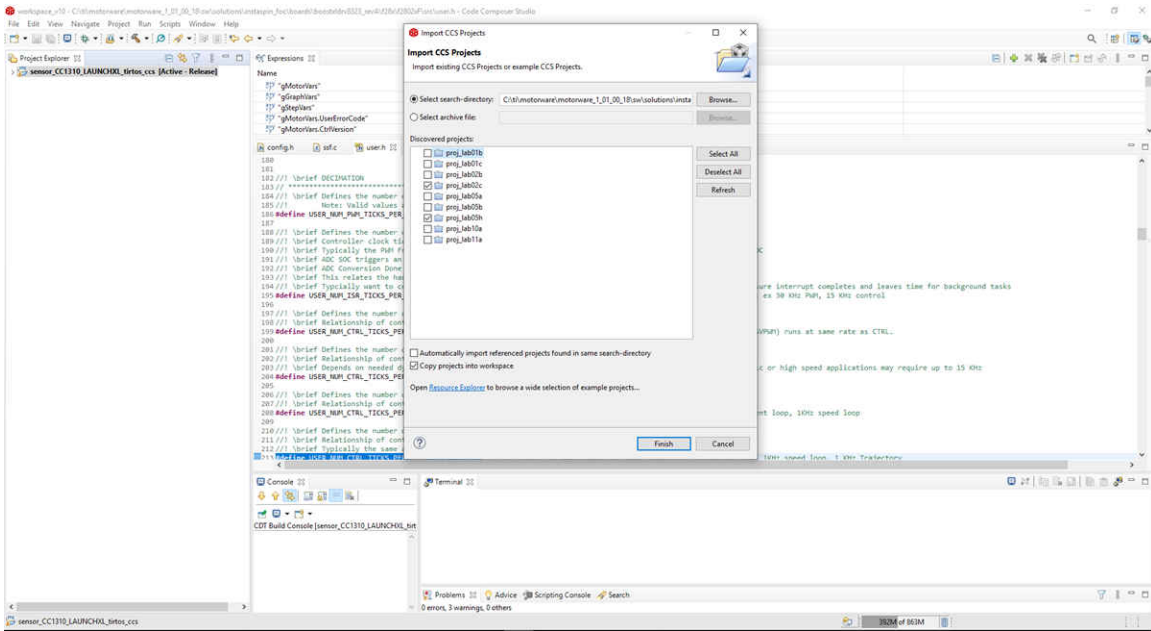 workspace_v10 - C:\ti\motorware\motorware_1_01_00_18\sw\solutions\instaspin_foc\boards\boostxldrv8323_revA\f28x\f2802xF\src\user.h - Code Composer Studio
File Edit View Navigate Project Run Scripts Window Help
Project Explorer
sensor_CC1310_LAUNCHXL_tirtos_ccs [Active - Release]
Expressions
Name
"gMotorVars"
"gGraphVars"
"gStepVars"
"gMotorVars.UserErrorCode"
"gMotorVars.CtrlVersion"
config.h
ssf.c
user.h
180
181
182 //! \brief DECIMATION
183 // **************************
184 //! \brief Defines the number
185 //! Note: Valid values
186 #define USER_NUM_PWM_TICKS_PER_
187
188 //! \brief Defines the number
189 //! \brief Controller clock
190 //! \brief Typically the PWM
191 //! \brief ADC SOC triggers an
192 //! \brief ADC Conversion Done
193 //! \brief This relates the
194 //! \brief Typcially want to
ure interrupt completes and leaves time for background tasks
195 #define USER_NUM_ISR_TICKS_PER_
ex 30 KHz PWM, 15 KHz control
196
197 //! \brief Defines the number
198 //! \brief Relationship of
199 #define USER_NUM_CTRL_TICKS_PER
runs at same rate as CTRL.
200
201 //! \brief Defines the number
202 //! \brief Relationship of
203 //! \brief Depends on needed
or high speed applications may require up to 15 KHz
204 #define USER_NUM_CTRL_TICKS_PER
205
206 //! \brief Defines the number
207 //! \brief Relationship of
208 #define USER_NUM_CTRL_TICKS_PER
nt loop, 1KHz speed loop
209
210 //! \brief Defines the number
211 //! \brief Relationship of
212 //! \brief Typically the same
213 #define USER_NUM_CTRL_TICKS_PER
1KHz speed loop, 1 KHz Trajectory
Import CCS Projects
Import CCS Projects
Import existing CCS Projects or example CCS Projects.
Select search-directory: C:\ti\motorware\motorware_1_01_00_18\sw\solutions\insta Browse...
Select archive file: Browse...
Discovered projects:
proj_lab01b
proj_lab01c
proj_lab02b
proj_lab02c
proj_lab05a
proj_lab05b
proj_lab05h
proj_lab10a
proj_lab11a
Select All
Deselect All
Refresh
Automatically import referenced projects found in same search-directory
Copy projects into workspace
Open Resource Explorer to browse a wide selection of example projects...
Finish
Cancel
Console
CDT Build Console [sensor_CC1310_LAUNCHXL_tirt
Terminal
Problems
Advice
Scripting Console
Search
0 errors, 3 warnings, 0 others
sensor_CC1310_LAUNCHXL_tirtos_ccs
392M of 863M